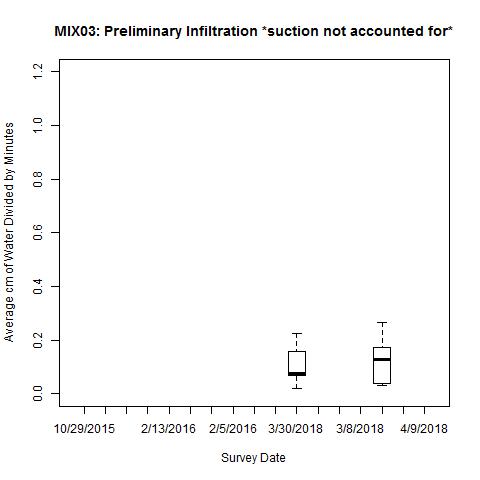 MIX03: Preliminary Infiltration *suction not accounted for*
Average cm of Water Divided by Minutes
1.2
1.0
0.8
0.6
0.4
0.2
0.0
10/29/2015 2/13/2016 2/5/2016 3/30/2018 3/8/2018 4/9/2018
Survey Date